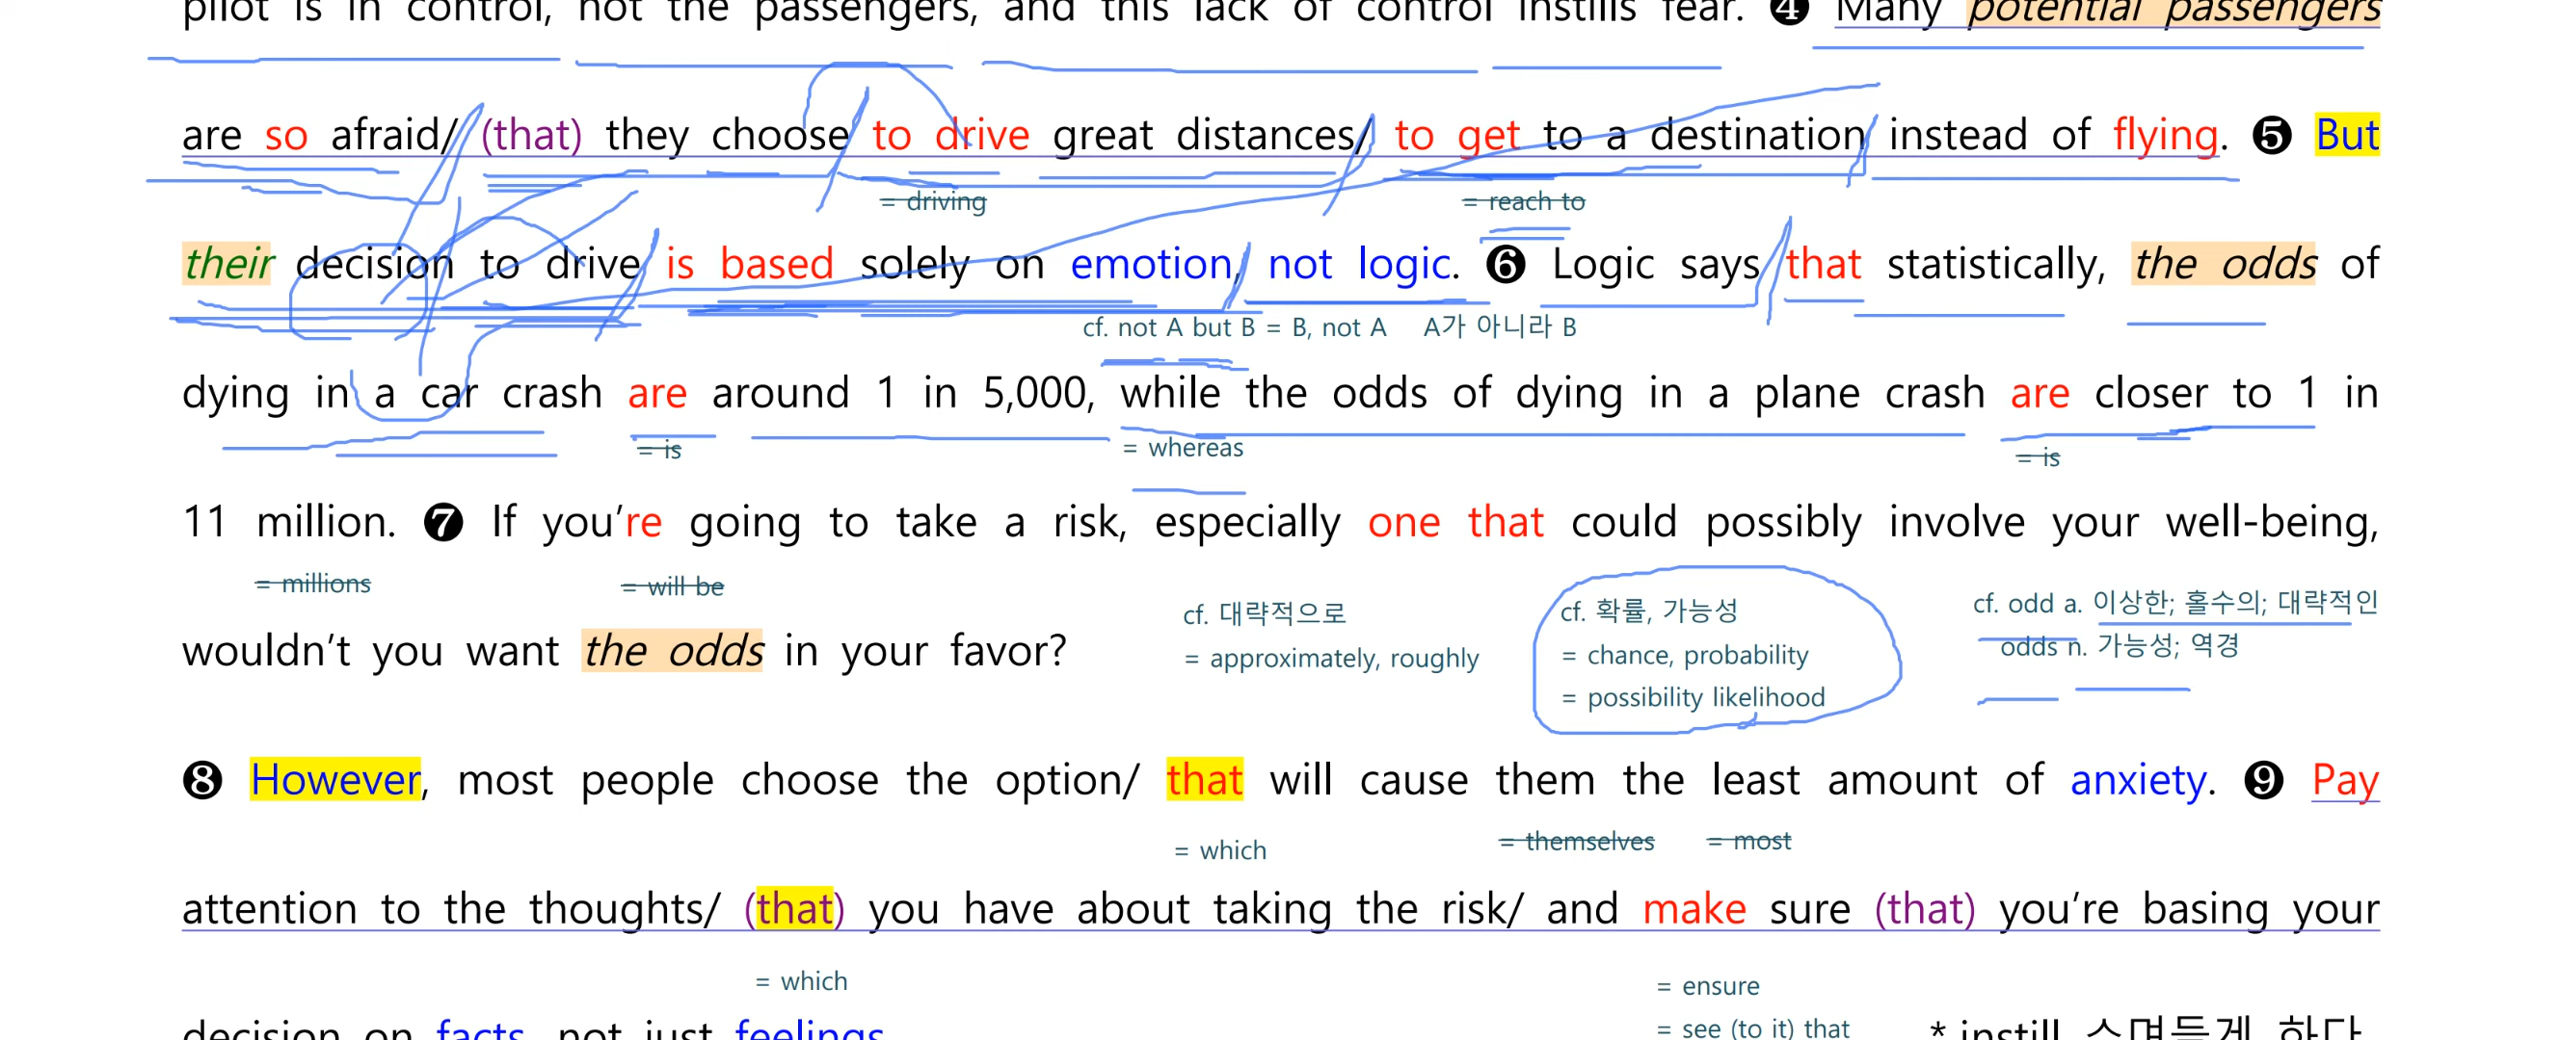 pilot is in control, not the passengers, and this lack of control instills fear. ❹ Many potential passengers
are so afraid/ (that) they choose to drive great distances/ to get to a destination instead of flying. ❺ But
= driving = reach to
their decision to drive is based solely on emotion, not logic. ❻ Logic says that statistically, the odds of
cf. not A but B = B, not A A가 아니라 B
dying in a car crash are around 1 in 5,000, while the odds of dying in a plane crash are closer to 1 in
= is = whereas = is
11 million. ❼ If you're going to take a risk, especially one that could possibly involve your well-being,
= millions = will be
cf. 대략적으로
= approximately, roughly
cf. 확률, 가능성
= chance, probability
= possibility likelihood
cf. odd a. 이상한; 홀수의; 대략적인
odds n. 가능성; 역경
wouldn't you want the odds in your favor?
❽ However, most people choose the option/ that will cause them the least amount of anxiety. ❾ Pay
= which = themselves = most
attention to the thoughts/ (that) you have about taking the risk/ and make sure (that) you're basing your
= which
= ensure
= see (to it) that
decision on facts, not just feelings
* instill 스며들게 하다